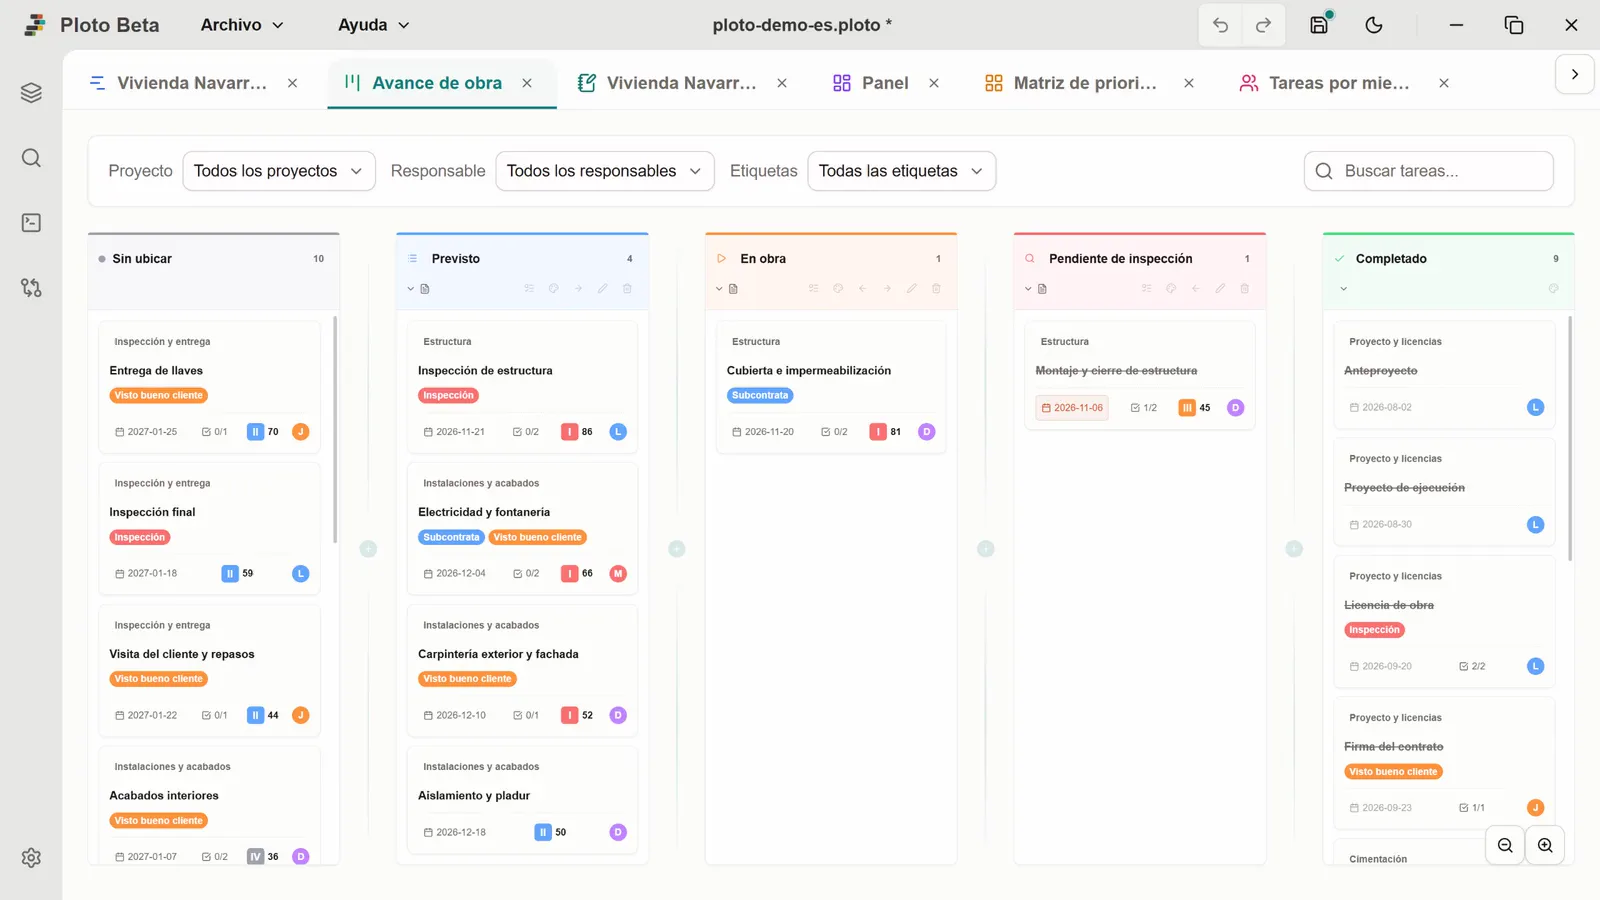 Ploto Beta
Archivo
Ayuda
ploto-demo-es.ploto *
Vivienda Navarr...
Avance de obra
Vivienda Navarr...
Panel
Matriz de priori...
Tareas por mie...
Proyecto
Todos los proyectos
Responsable
Todos los responsables
Etiquetas
Todas las etiquetas
Buscar tareas...
Sin ubicar
10
Inspección y entrega
Entrega de llaves
Visto bueno cliente
2027-01-25 0/1 II 70 J
Inspección y entrega
Inspección final
Inspección
2027-01-18 II 59 L
Inspección y entrega
Visita del cliente y repasos
Visto bueno cliente
2027-01-22 0/1 II 44 J
Instalaciones y acabados
Acabados interiores
Visto bueno cliente
2027-01-07 0/2 IV 36 D
Previsto
4
Estructura
Inspección de estructura
Inspección
2026-11-21 0/2 I 86 L
Instalaciones y acabados
Electricidad y fontanería
Subcontrata Visto bueno cliente
2026-12-04 0/2 I 66 M
Instalaciones y acabados
Carpintería exterior y fachada
Visto bueno cliente
2026-12-10 0/1 I 52 D
Instalaciones y acabados
Aislamiento y pladur
2026-12-18 II 50 D
En obra
1
Estructura
Cubierta e impermeabilización
Subcontrata
2026-11-20 0/2 I 81 D
Pendiente de inspección
1
Estructura
Montaje y cierre de estructura
2026-11-06 1/2 III 45 D
Completado
9
Proyecto y licencias
Anteproyecto
2026-08-02 L
Proyecto y licencias
Proyecto de ejecución
2026-08-30 L
Proyecto y licencias
Licencia de obra
Inspección
2026-09-20 2/2 L
Proyecto y licencias
Firma del contrato
Visto bueno cliente
2026-09-23 1/1 J
Cimentación